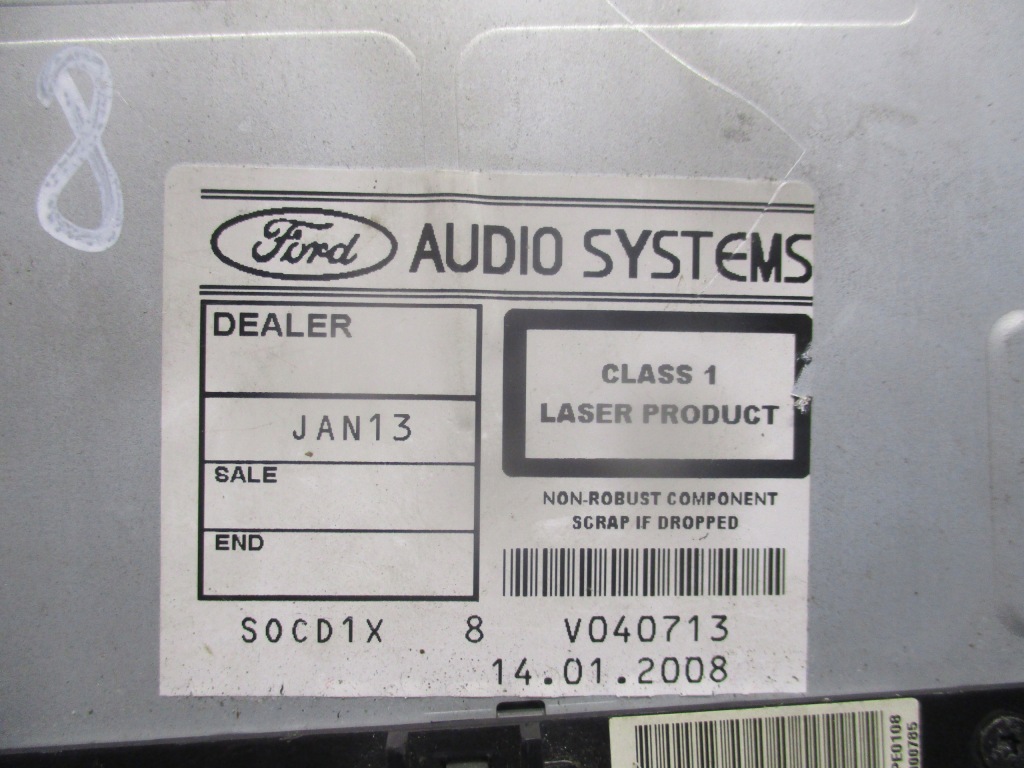 8
Ford AUDIO SYSTEMS
DEALER
JAN13
SALE
END
CLASS 1
LASER PRODUCT
NON-ROBUST COMPONENT
SCRAP IF DROPPED
SOCD1X 8 V040713
14.01.2008